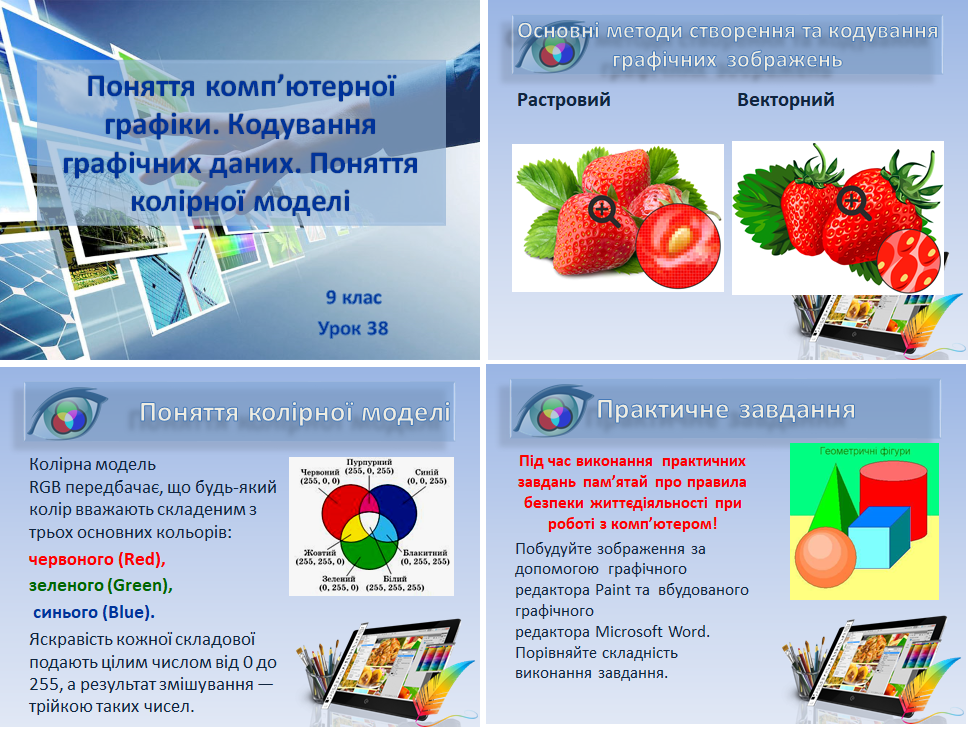 Поняття комп’ютерної
графіки. Кодування
графічних даних. Поняття
колірної моделі
9 клас
Урок 38
Основні методи створення та кодування
графічних зображень
Растровий
Векторний
Поняття колірної моделі
Колірна модель
RGB передбачає, що будь-який
колір вважають складеним з
трьох основних кольорів:
червоного (Red),
зеленого (Green),
синього (Blue).
Яскравість кожної складової
подають цілим числом від 0 до
255, а результат змішування —
трійкою таких чисел.
Пурпурний
(255, 0, 255)
Червоний
(255, 0, 0)
Синій
(0, 0, 255)
Жовтий
(255, 255, 0)
Блакитний
(0, 255, 255)
Зелений
(0, 255, 0)
Білий
(255, 255, 255)
Практичне завдання
Під час виконання практичних
завдань пам’ятай про правила
безпеки життєдіяльності при
роботі з комп’ютером!
Побудуйте зображення за
допомогою графічного
редактора Paint та вбудованого
графічного
редактора Microsoft Word.
Порівняйте складність
виконання завдання.
Геометричні фігури